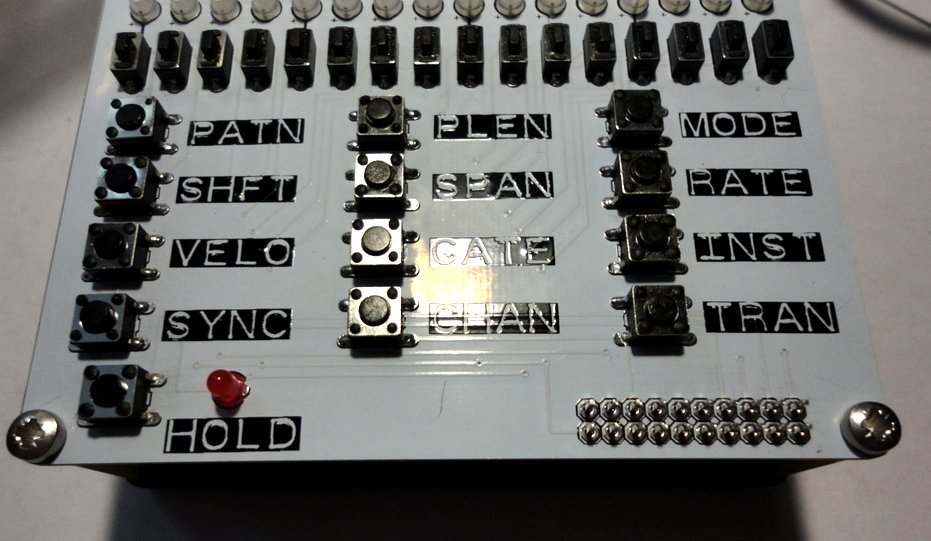 PATN PLEN MODE
SHFT SPAN RATE
VELO GATE INST
SYNC CHAN TRAN
HOLD